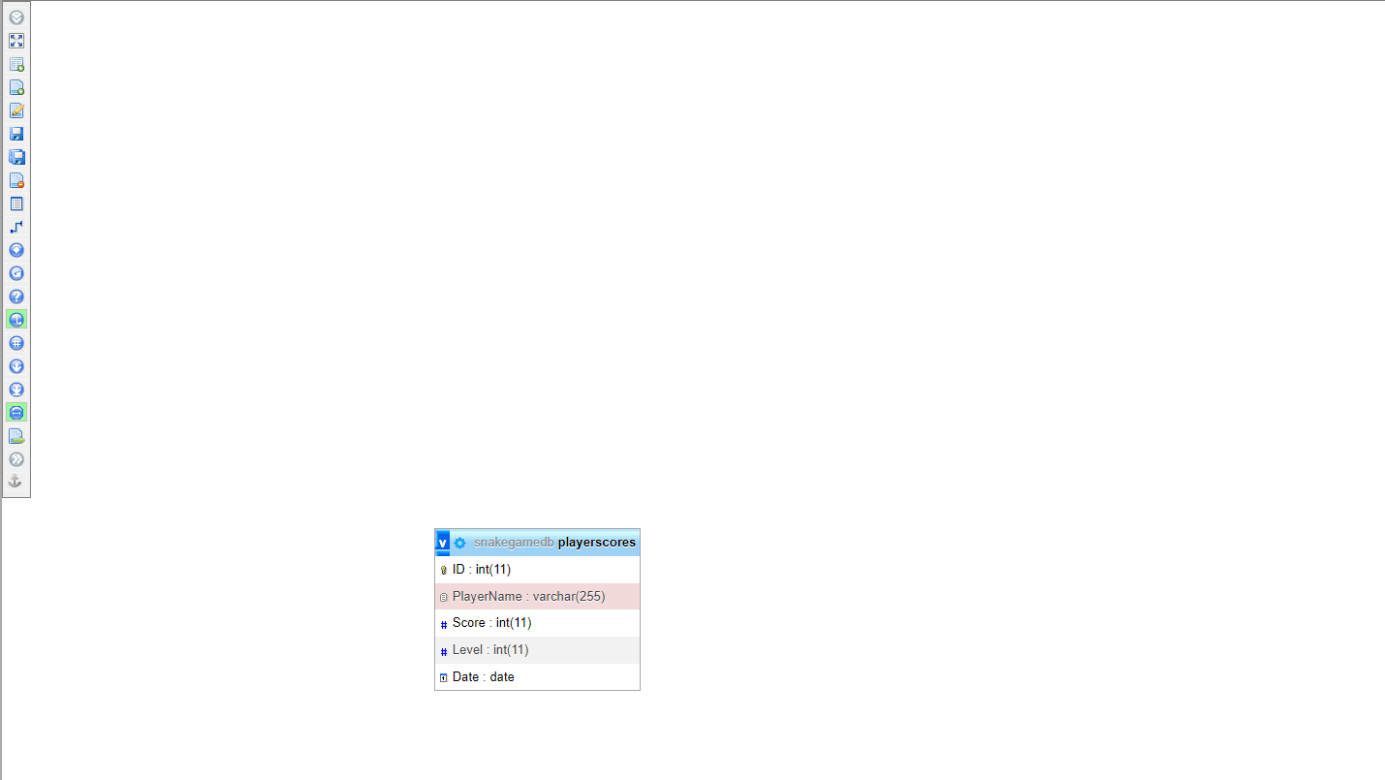 v snakegamedb playerscores
ID : int(11)
PlayerName : varchar(255)
# Score : int(11)
# Level : int(11)
Date : date